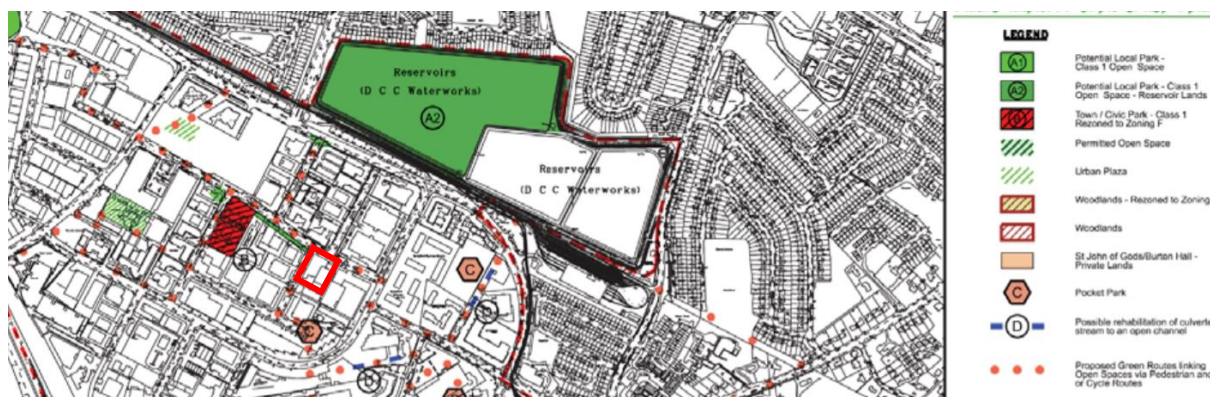 Reservoirs
(D C C Waterworks)
A2
Reservoirs
(D C C Waterworks)
B
C
C
C
D
D
LEGEND
A1
Potential Local Park -
Class 1 Open Space
A2
Potential Local Park - Class 1
Open Space - Reservoir Lands
Town / Civic Park - Class 1
Rezoned to Zoning F
Permitted Open Space
Urban Plaza
Woodlands - Rezoned to Zoning
Woodlands
St John of Gods/Burton Hall -
Private Lands
C
Pocket Park
D
Possible rehabilitation of culverte
stream to an open channel
Proposed Green Routes linking
Open Spaces via Pedestrian and
or Cycle Routes